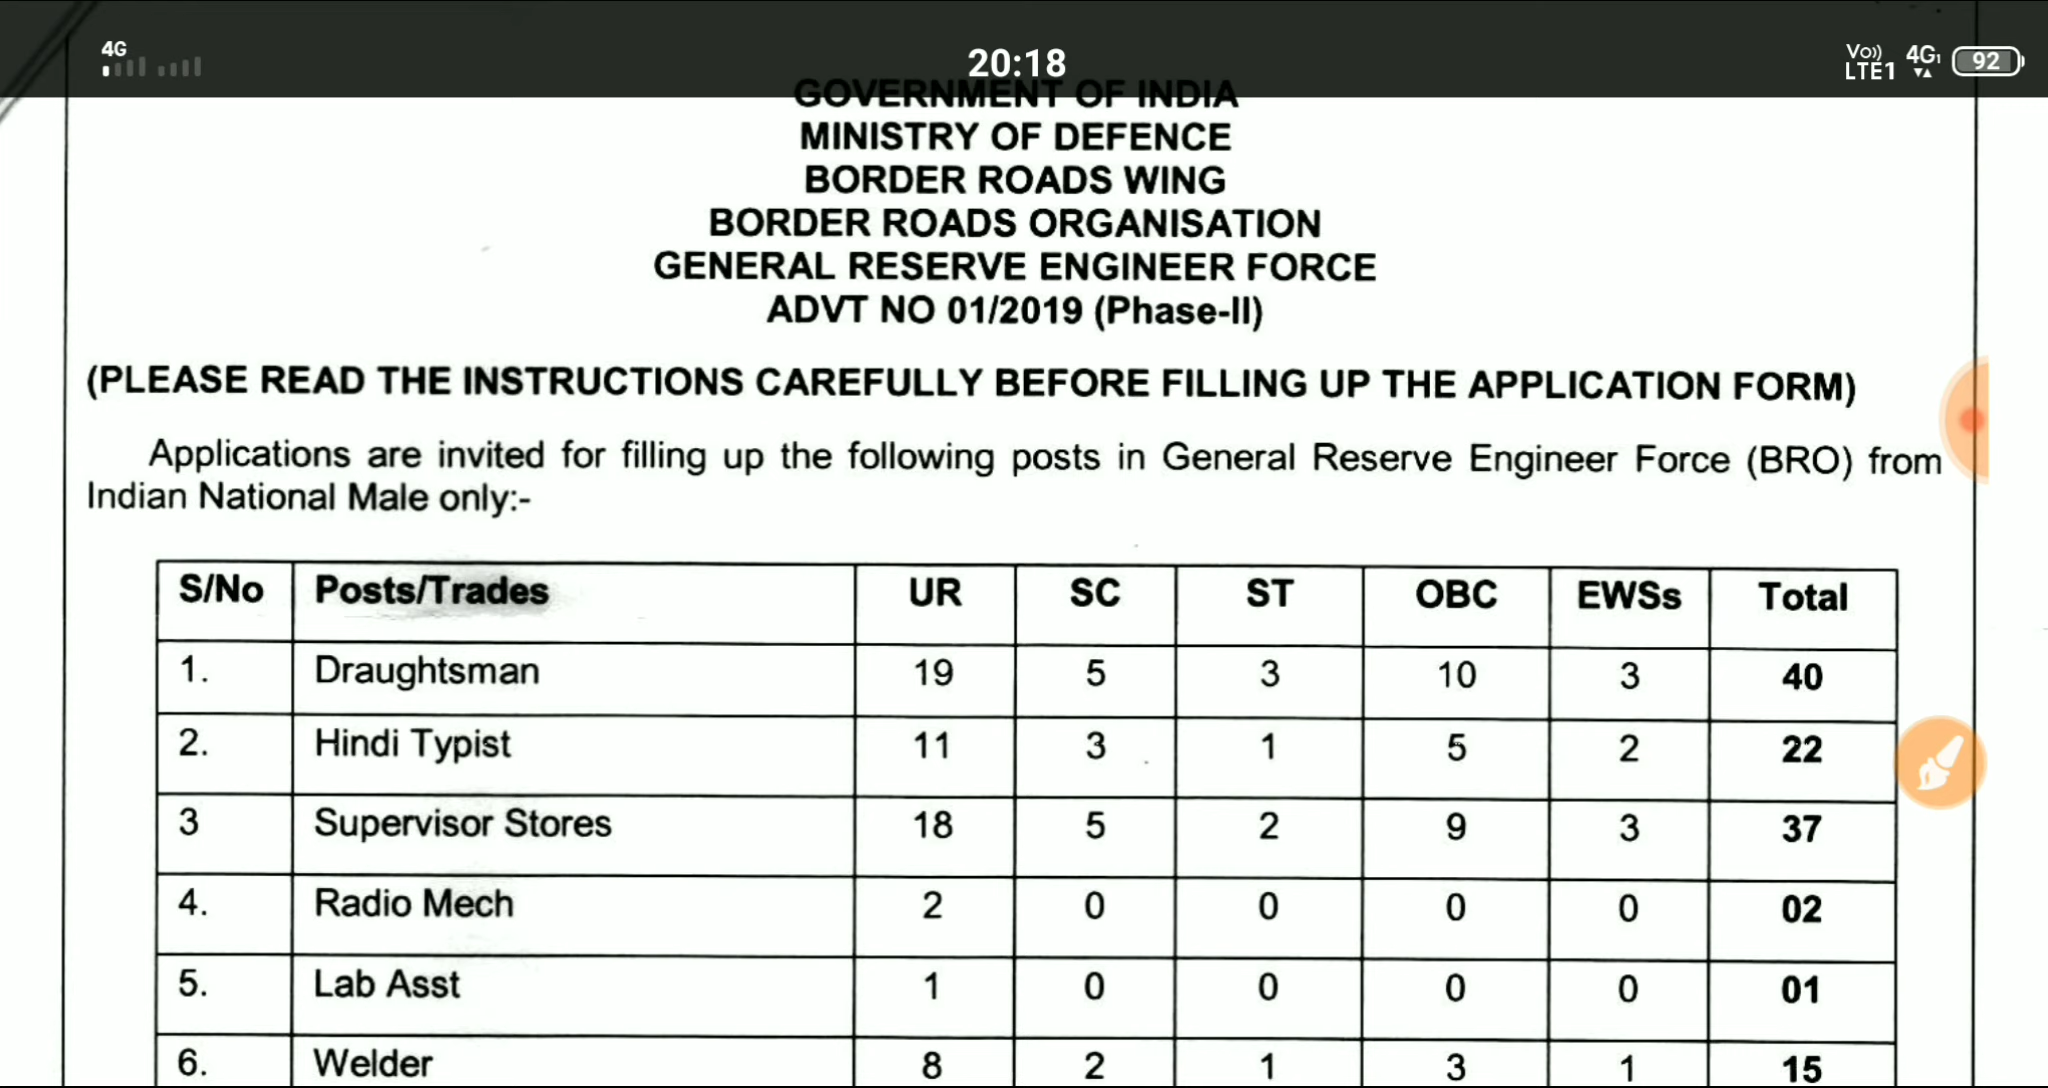 4G
20:18
Vo)) LTE1 4G1 92
GOVERNMENT OF INDIA
MINISTRY OF DEFENCE
BORDER ROADS WING
BORDER ROADS ORGANISATION
GENERAL RESERVE ENGINEER FORCE
ADVT NO 01/2019 (Phase-II)
(PLEASE READ THE INSTRUCTIONS CAREFULLY BEFORE FILLING UP THE APPLICATION FORM)
Applications are invited for filling up the following posts in General Reserve Engineer Force (BRO) from
Indian National Male only:-
S/No Posts/Trades UR SC ST OBC EWSs Total
1. Draughtsman 19 5 3 10 3 40
2. Hindi Typist 11 3 1 5 2 22
3 Supervisor Stores 18 5 2 9 3 37
4. Radio Mech 2 0 0 0 0 02
5. Lab Asst 1 0 0 0 0 01
6. Welder 8 2 1 3 1 15